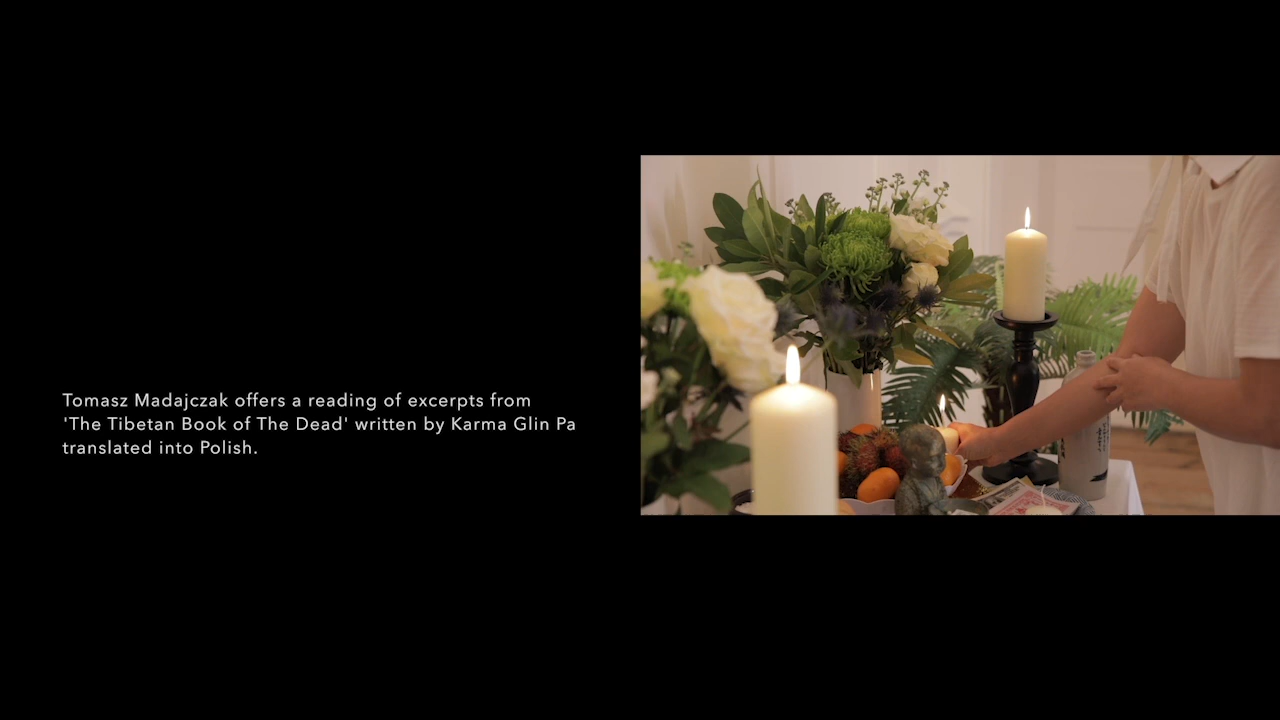 Tomasz Madajczak offers a reading of excerpts from
'The Tibetan Book of The Dead' written by Karma Glin Pa
translated into Polish.